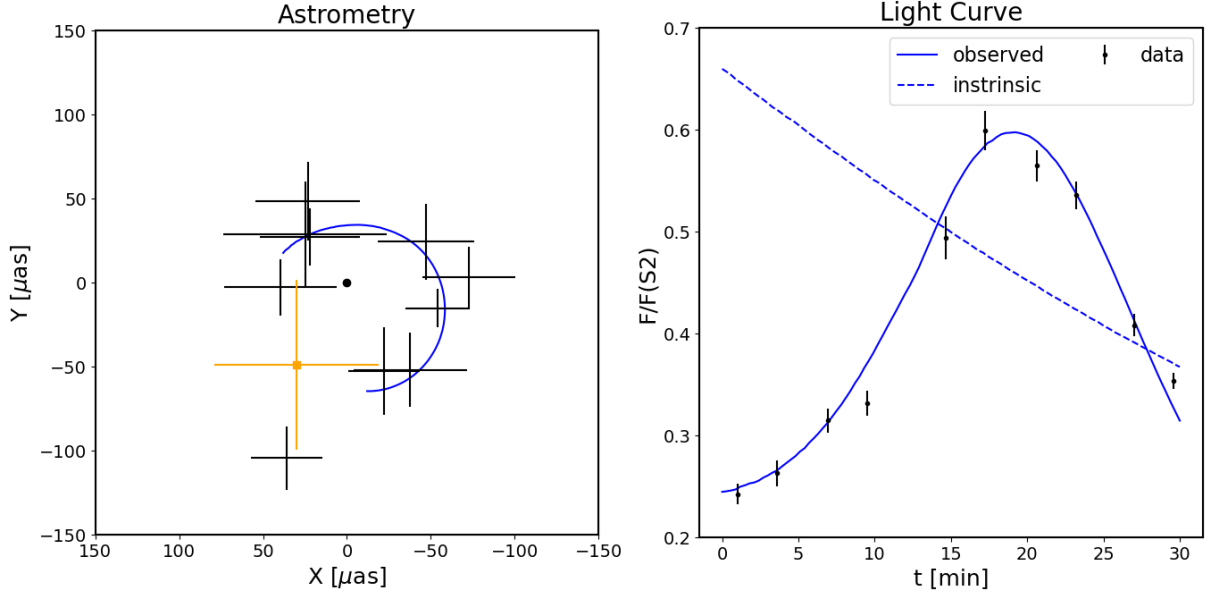 Astrometry
150
100
50
0
−50
−100
−150
150 100 50 0 −50 −100 −150
Y [μas]
X [μas]
Light Curve
observed data
instrinsic
0.7
0.6
0.5
0.4
0.3
0.2
0 5 10 15 20 25 30
F/F(S2)
t [min]